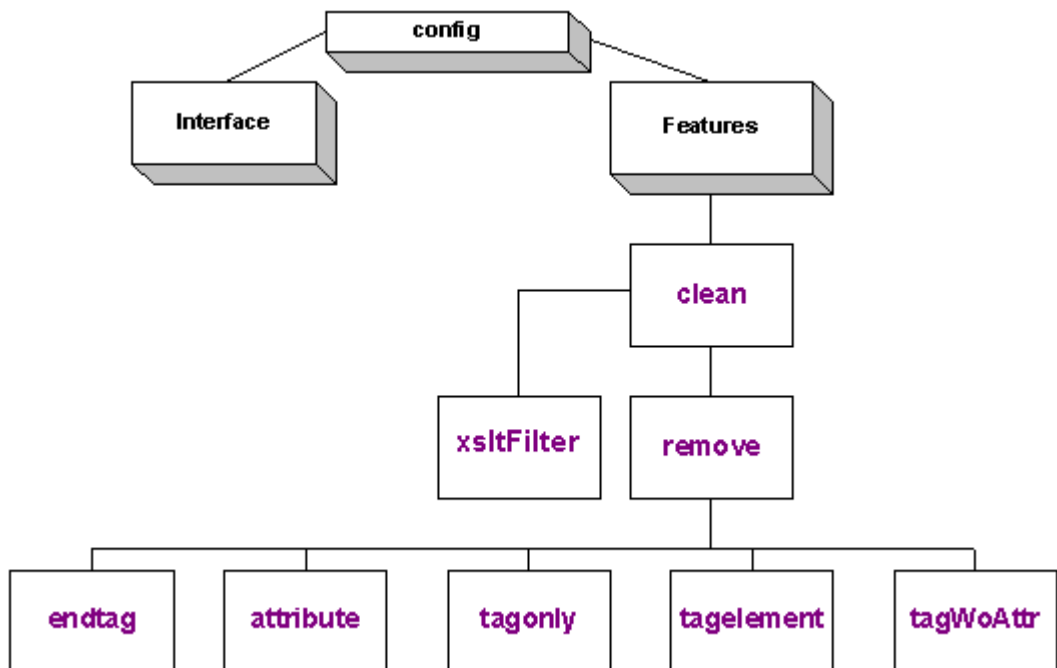 config
Interface
Features
clean
xsltFilter
remove
endtag
attribute
tagonly
tagelement
tagWoAttr